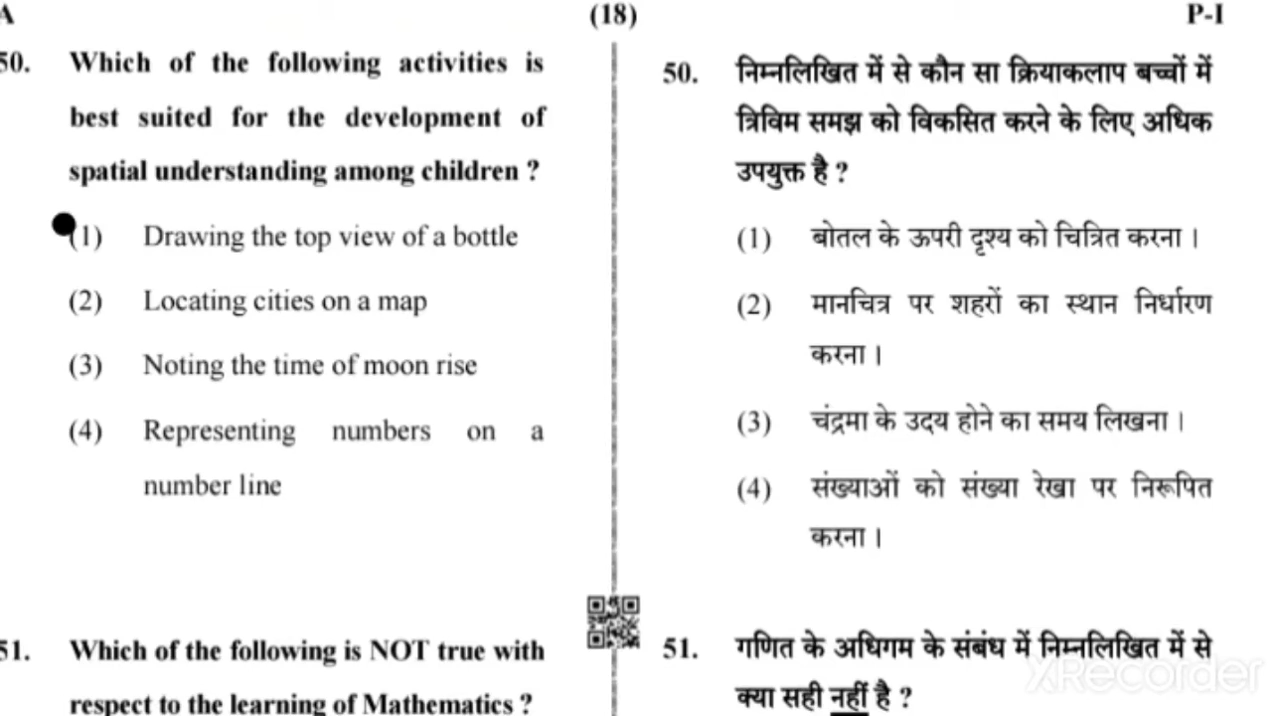 A
(18)
P-I
50.
Which of the following activities is
best suited for the development of
spatial understanding among children ?
(1) Drawing the top view of a bottle
(2) Locating cities on a map
(3) Noting the time of moon rise
(4) Representing numbers on a
number line
51. Which of the following is NOT true with
respect to the learning of Mathematics ?
50. निम्नलिखित में से कौन सा क्रियाकलाप बच्चों में
त्रिविम समझ को विकसित करने के लिए अधिक
उपयुक्त है ?
(1) बोतल के ऊपरी दृश्य को चित्रित करना ।
(2) मानचित्र पर शहरों का स्थान निर्धारण
करना ।
(3) चंद्रमा के उदय होने का समय लिखना ।
(4) संख्याओं को संख्या रेखा पर निरूपित
करना ।
51. गणित के अधिगम के संबंध में निम्नलिखित में से
क्या सही नहीं है ?
XRecorder